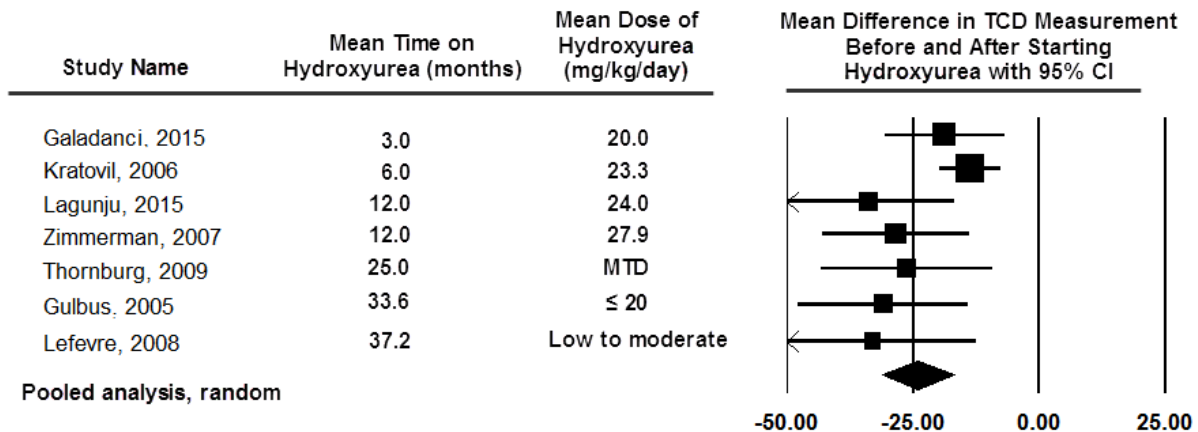 Study Name
Mean Time on
Hydroxyurea (months)
Mean Dose of
Hydroxyurea
(mg/kg/day)
Mean Difference in TCD Measurement
Before and After Starting
Hydroxyurea with 95% CI
Galadanci, 2015 3.0 20.0
Kratovil, 2006 6.0 23.3
Lagunju, 2015 12.0 24.0
Zimmerman, 2007 12.0 27.9
Thornburg, 2009 25.0 MTD
Gulbus, 2005 33.6 ≤ 20
Lefevre, 2008 37.2 Low to moderate
Pooled analysis, random
-50.00 -25.00 0.00 25.00